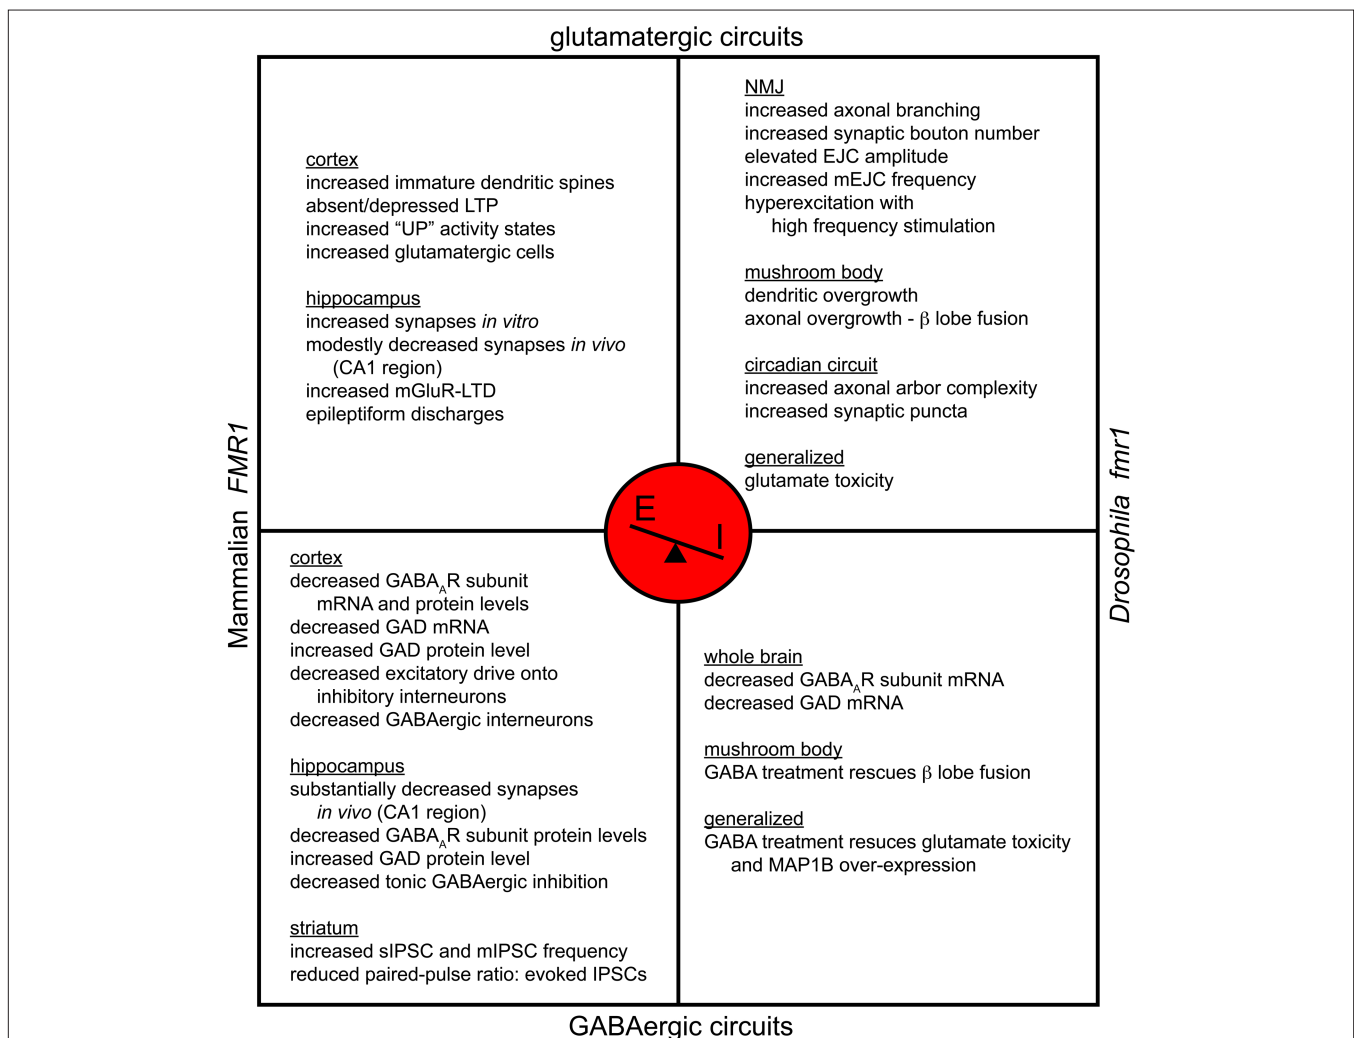 glutamatergic circuits
cortex
increased immature dendritic spines
absent/depressed LTP
increased “UP” activity states
increased glutamatergic cells
hippocampus
increased synapses in vitro
modestly decreased synapses in vivo
(CA1 region)
increased mGluR-LTD
epileptiform discharges
NMJ
increased axonal branching
increased synaptic bouton number
elevated EJC amplitude
increased mEJC frequency
hyperexcitation with
high frequency stimulation
mushroom body
dendritic overgrowth
axonal overgrowth - β lobe fusion
circadian circuit
increased axonal arbor complexity
increased synaptic puncta
generalized
glutamate toxicity
Mammalian FMR1
E
I
Drosophila fmr1
cortex
decreased GABAAR subunit
mRNA and protein levels
decreased GAD mRNA
increased GAD protein level
decreased excitatory drive onto
inhibitory interneurons
decreased GABAergic interneurons
hippocampus
substantially decreased synapses
in vivo (CA1 region)
decreased GABAAR subunit protein levels
increased GAD protein level
decreased tonic GABAergic inhibition
striatum
increased sIPSC and mIPSC frequency
reduced paired-pulse ratio: evoked IPSCs
whole brain
decreased GABAAR subunit mRNA
decreased GAD mRNA
mushroom body
GABA treatment rescues β lobe fusion
generalized
GABA treatment resuces glutamate toxicity
and MAP1B over-expression
GABAergic circuits